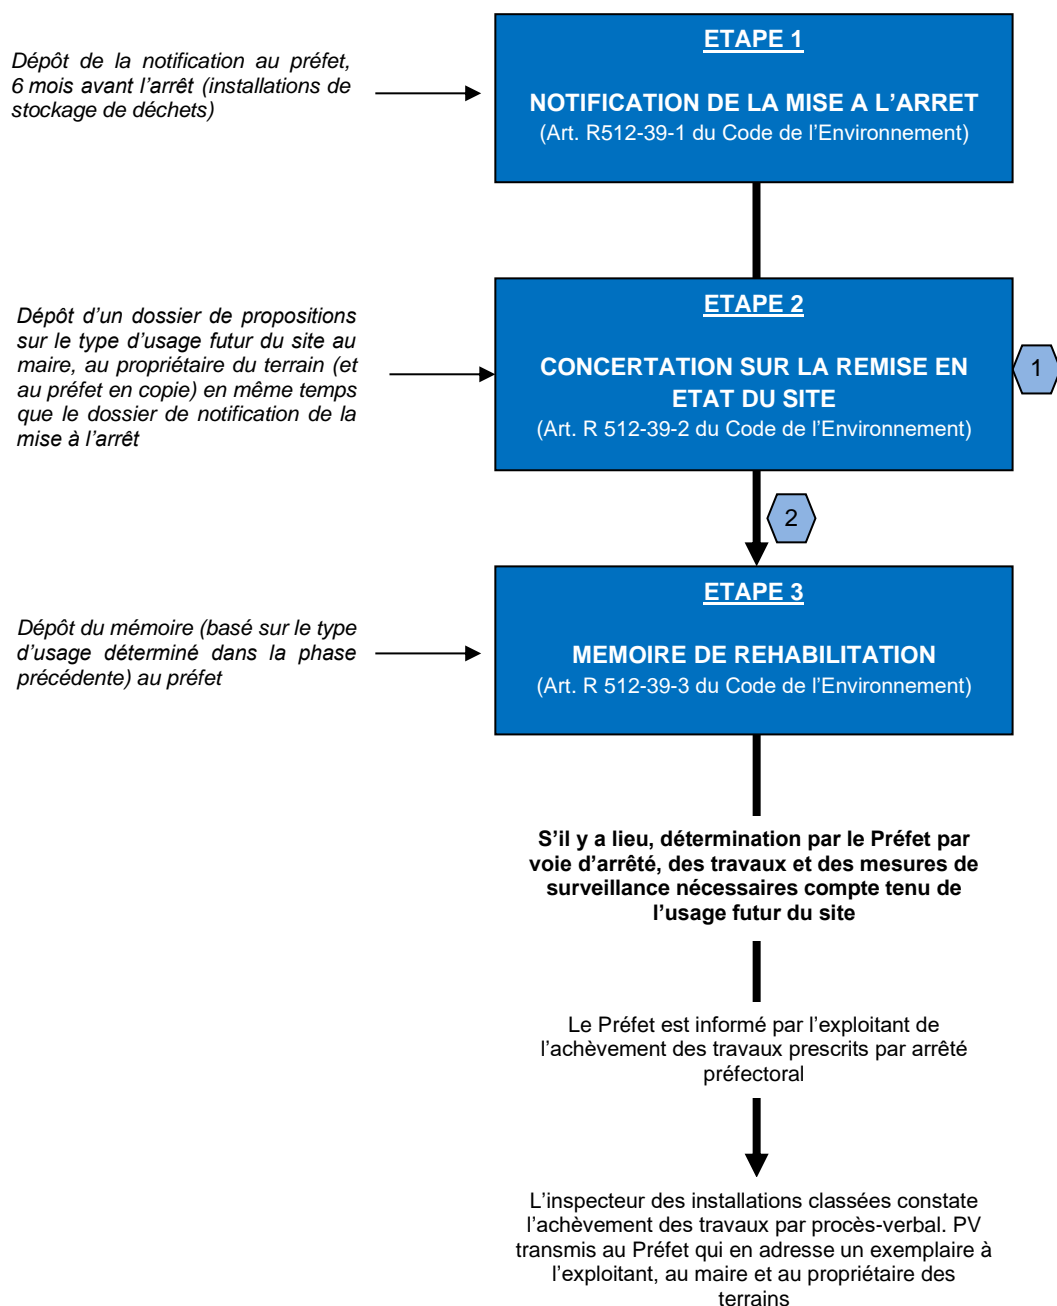 Dépôt de la notification au préfet,
6 mois avant l’arrêt (installations de
stockage de déchets)
ETAPE 1
NOTIFICATION DE LA MISE A L’ARRET
(Art. R512-39-1 du Code de l’Environnement)
Dépôt d’un dossier de propositions
sur le type d’usage futur du site au
maire, au propriétaire du terrain (et
au préfet en copie) en même temps
que le dossier de notification de la
mise à l’arrêt
ETAPE 2
CONCERTATION SUR LA REMISE EN
ETAT DU SITE
(Art. R 512-39-2 du Code de l’Environnement)
1
2
Dépôt du mémoire (basé sur le type
d’usage déterminé dans la phase
précédente) au préfet
ETAPE 3
MEMOIRE DE REHABILITATION
(Art. R 512-39-3 du Code de l’Environnement)
S’il y a lieu, détermination par le Préfet par
voie d’arrêté, des travaux et des mesures de
surveillance nécessaires compte tenu de
l’usage futur du site
Le Préfet est informé par l’exploitant de
l’achèvement des travaux prescrits par arrêté
préfectoral
L’inspecteur des installations classées constate
l’achèvement des travaux par procès-verbal. PV
transmis au Préfet qui en adresse un exemplaire à
l’exploitant, au maire et au propriétaire des
terrains